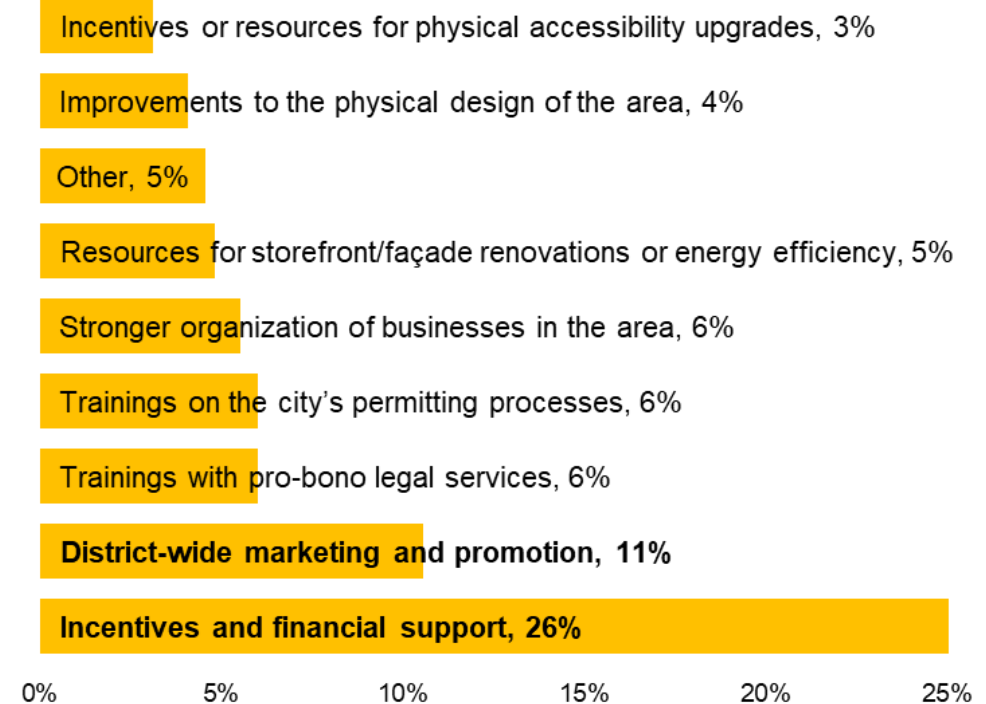 Incentives or resources for physical accessibility upgrades, 3%
Improvements to the physical design of the area, 4%
Other, 5%
Resources for storefront/façade renovations or energy efficiency, 5%
Stronger organization of businesses in the area, 6%
Trainings on the city’s permitting processes, 6%
Trainings with pro-bono legal services, 6%
District-wide marketing and promotion, 11%
Incentives and financial support, 26%
0% 5% 10% 15% 20% 25%